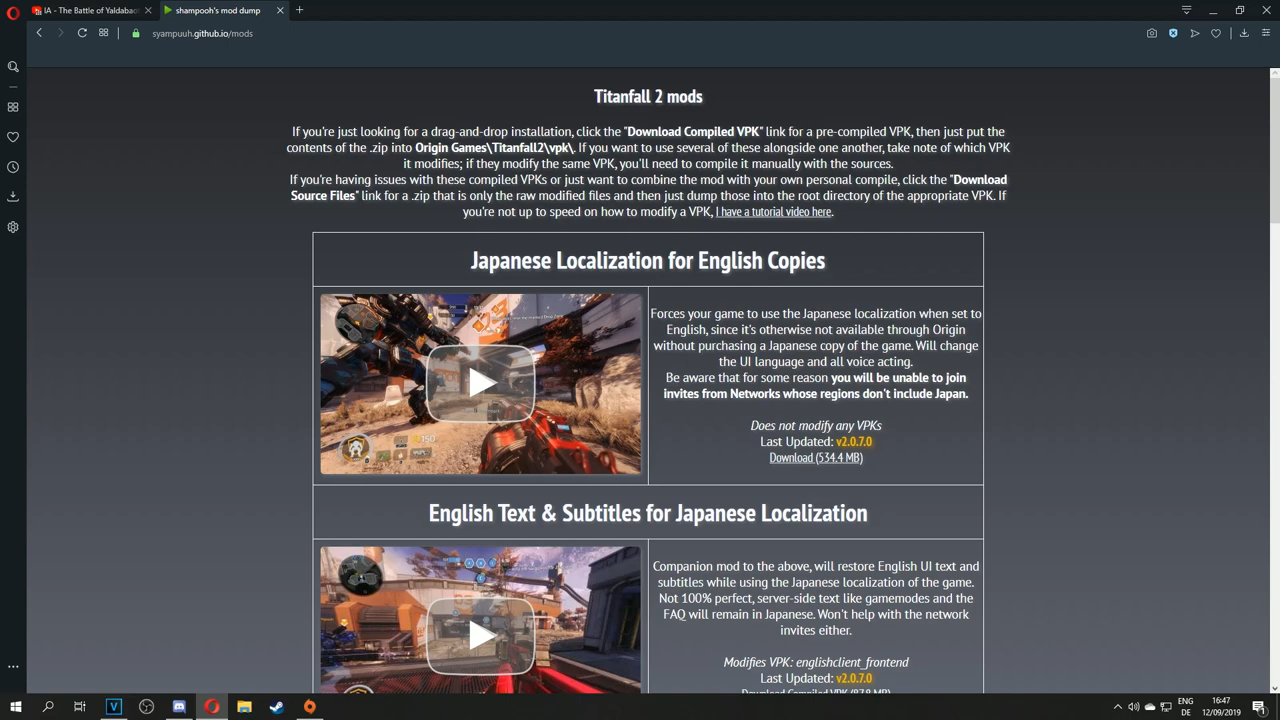 IA - The Battle of Yaldabaot
shampooh's mod dump
syampuuh.github.io/mods
Titanfall 2 mods
If you're just looking for a drag-and-drop installation, click the "Download Compiled VPK" link for a pre-compiled VPK, then just put the
contents of the .zip into Origin Games\Titanfall2\vpk\. If you want to use several of these alongside one another, take note of which VPK
it modifies; if they modify the same VPK, you'll need to compile it manually with the sources.
If you're having issues with these compiled VPKs or just want to combine the mod with your own personal compile, click the "Download
Source Files" link for a .zip that is only the raw modified files and then just dump those into the root directory of the appropriate VPK. If
you're not up to speed on how to modify a VPK, I have a tutorial video here.
Japanese Localization for English Copies
150
Forces your game to use the Japanese localization when set to
English, since it's otherwise not available through Origin
without purchasing a Japanese copy of the game. Will change
the UI language and all voice acting.
Be aware that for some reason you will be unable to join
invites from Networks whose regions don't include Japan.
Does not modify any VPKs
Last Updated: v2.0.7.0
Download (534.4 MB)
English Text & Subtitles for Japanese Localization
Companion mod to the above, will restore English UI text and
subtitles while using the Japanese localization of the game.
Not 100% perfect, server-side text like gamemodes and the
FAQ will remain in Japanese. Won't help with the network
invites either.
Modifies VPK: englishclient_frontend
Last Updated: v2.0.7.0
Download Compiled VPK (87.8 MB)
ENG
DE
16:47
12/09/2019
1